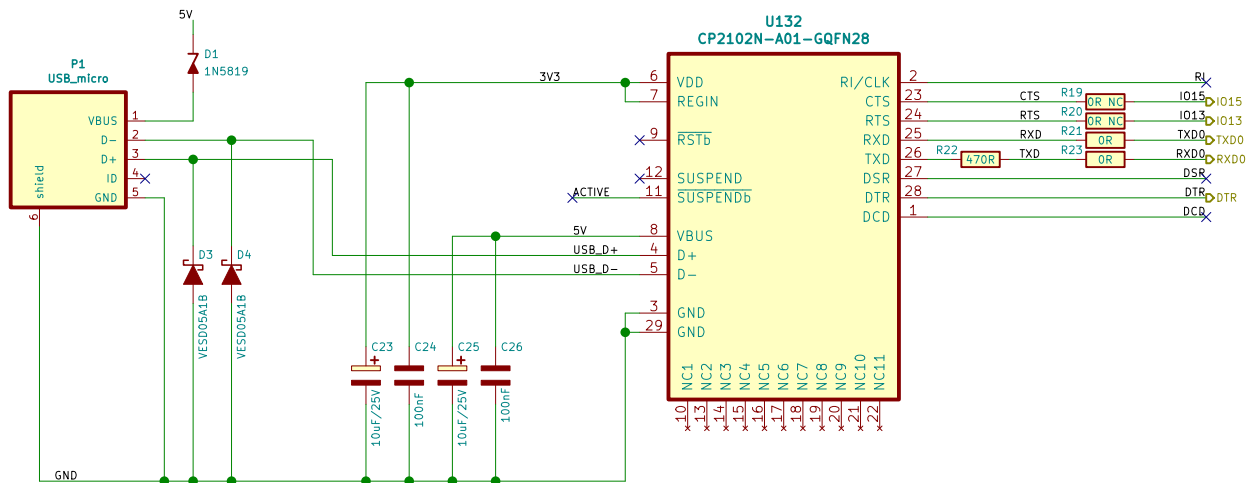 U132
CP2102N-A01-GQFN28
5V
D1
1N5819
P1
USB_micro
VBUS 1
D- 2
D+ 3
ID 4
GND 5
shield
6
3V3
6 VDD
7 REGIN
9 RSTb
12 SUSPEND
ACTIVE 11 SUSPENDb
5V 8 VBUS
USB_D+ 4 D+
USB_D- 5 D-
3 GND
29 GND
RI/CLK 2 RI
CTS 23 CTS R19 0R NC IO15 IO15
RTS 24 RTS R20 0R NC IO13 IO13
RXD 25 RXD R21 0R TXD0 TXD0
TXD 26 R22 470R TXD R23 0R RXD0 RXD0
DSR 27 DSR
DTR 28 DTR DTR
DCD 1 DCD
D3
VESD05A1B
D4
VESD05A1B
C23
+
10uF/25V
C24
100nF
C25
+
10uF/25V
C26
100nF
NC1 NC2 NC3 NC4 NC5 NC6 NC7 NC8 NC9 NC10 NC11
10 13 14 15 16 17 18 19 20 21 22
GND